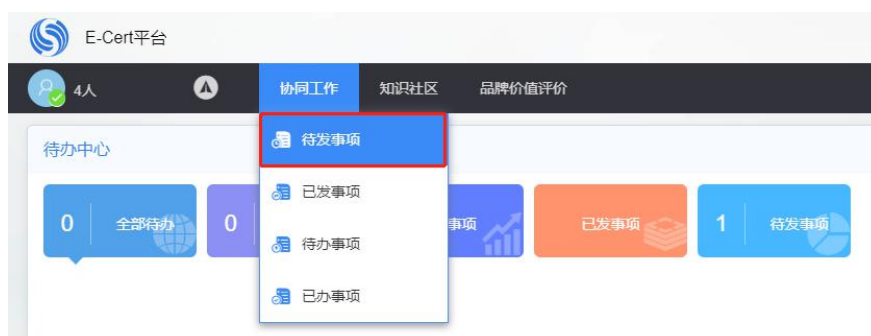 E-Cert平台
4人
协同工作 知识社区 品牌价值评价
待办中心
待发事项
已发事项
待办事项
已办事项
0 全部待办
0
事项
已发事项
1 待发事项